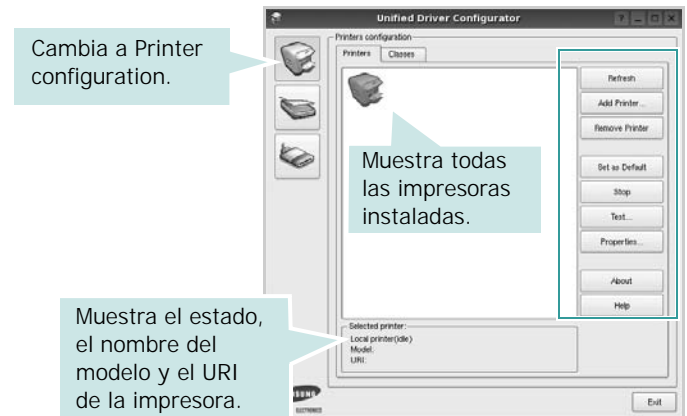 Unified Driver Configurator
Cambia a Printer
configuration.
Printers configuration
Printers
Classes
Refresh
Add Printer...
Remove Printer
Set as Default
Stop
Test...
Properties...
About
Help
Muestra todas
las impresoras
instaladas.
Selected printer:
Local printer(idle)
Model:
URI:
Muestra el estado,
el nombre del
modelo y el URI
de la impresora.
ELECTRONICS
Exit